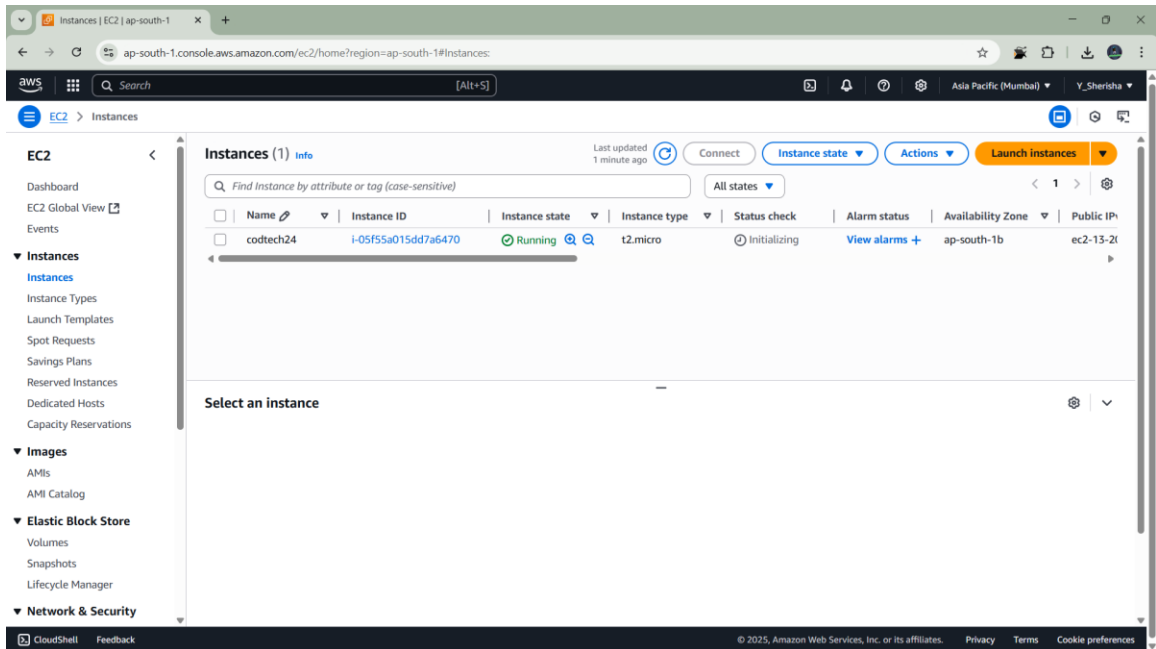 Instances | EC2 | ap-south-1
ap-south-1.console.aws.amazon.com/ec2/home?region=ap-south-1#Instances:
aws Search [Alt+S] Asia Pacific (Mumbai) Y_Sherisha
EC2 > Instances
EC2
Dashboard
EC2 Global View
Events
Instances
Instances
Instance Types
Launch Templates
Spot Requests
Savings Plans
Reserved Instances
Dedicated Hosts
Capacity Reservations
Images
AMIs
AMI Catalog
Elastic Block Store
Volumes
Snapshots
Lifecycle Manager
Network & Security
Instances (1) Info
Last updated
1 minute ago
Connect Instance state Actions Launch instances
Find Instance by attribute or tag (case-sensitive) All states 1
Name Instance ID Instance state Instance type Status check Alarm status Availability Zone Public IPv
codtech24 i-05f55a015dd7a6470 Running t2.micro Initializing View alarms + ap-south-1b ec2-13-20
Select an instance
CloudShell Feedback © 2025, Amazon Web Services, Inc. or its affiliates. Privacy Terms Cookie preferences